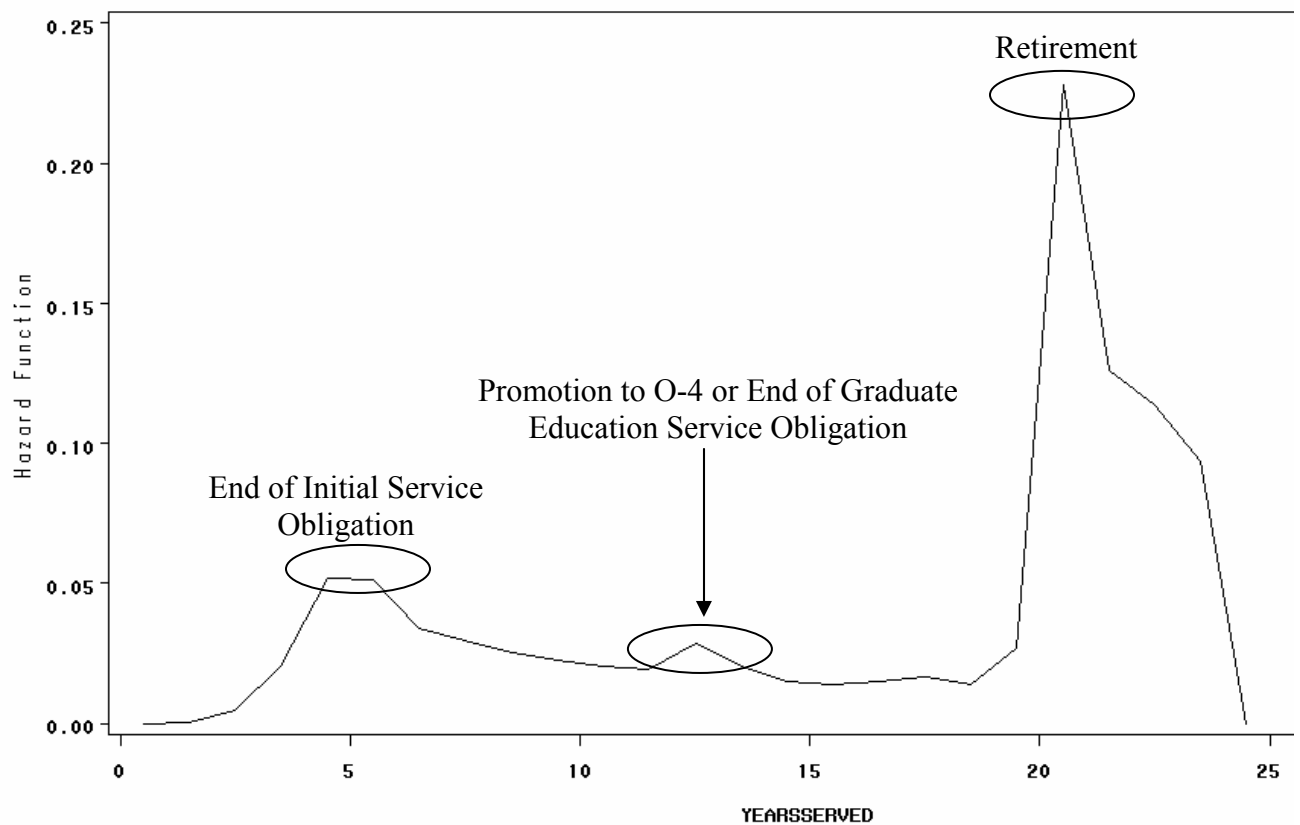 0.25
0.20
0.15
0.10
0.05
0.00
Hazard Function
Retirement
Promotion to O-4 or End of Graduate
Education Service Obligation
End of Initial Service
Obligation
0 5 10 15 20 25
YEARSSERVED